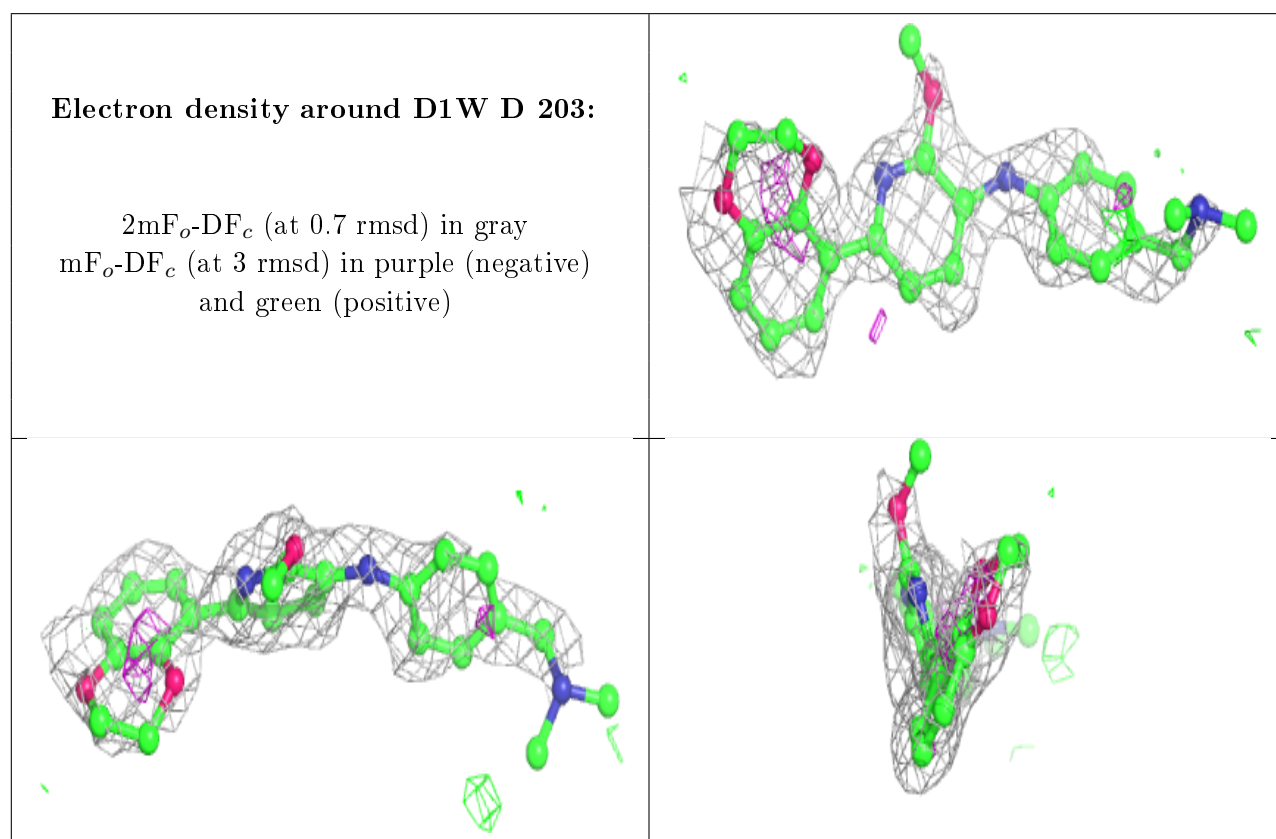 Electron density around D1W D 203:
2mFₒ-DF𝒸 (at 0.7 rmsd) in gray
mFₒ-DF𝒸 (at 3 rmsd) in purple (negative)
and green (positive)